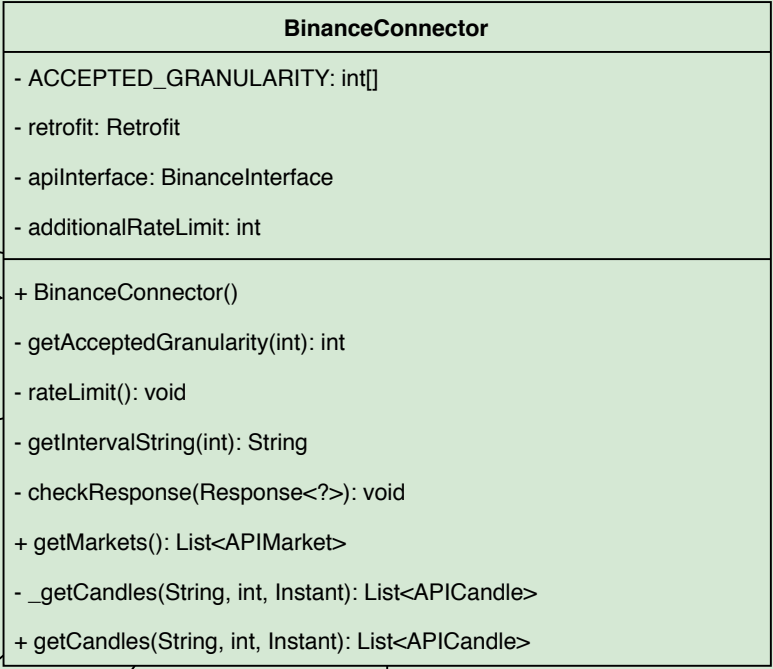 BinanceConnector
- ACCEPTED_GRANULARITY: int[]
- retrofit: Retrofit
- apiInterface: BinanceInterface
- additionalRateLimit: int
+ BinanceConnector()
- getAcceptedGranularity(int): int
- rateLimit(): void
- getIntervalString(int): String
- checkResponse(Response<?>): void
+ getMarkets(): List<APIMarket>
- _getCandles(String, int, Instant): List<APICandle>
+ getCandles(String, int, Instant): List<APICandle>